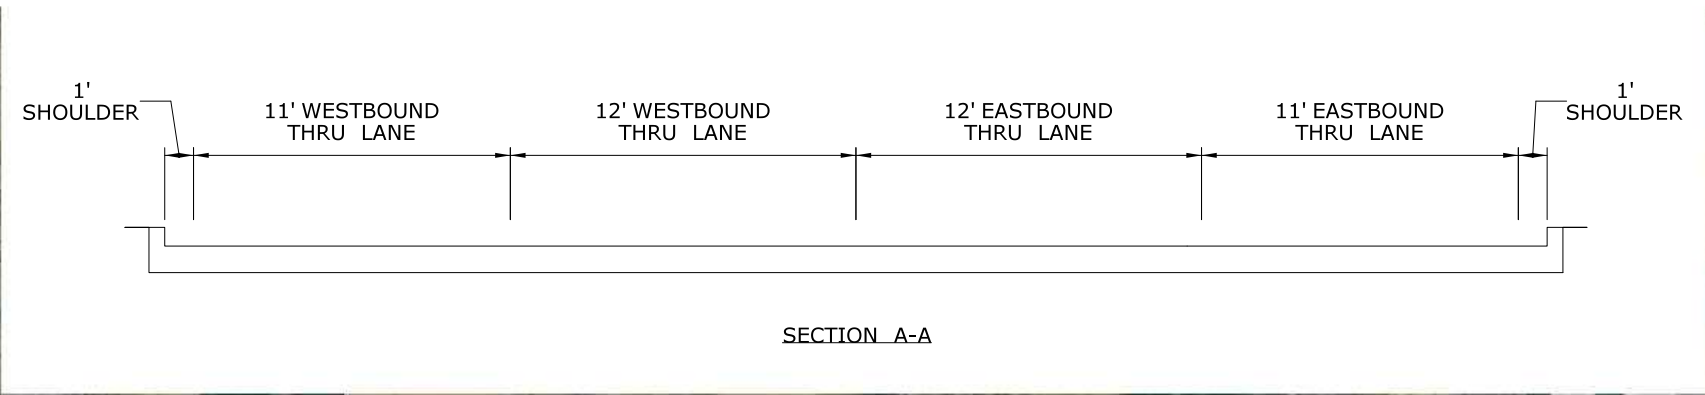 1'
SHOULDER
11' WESTBOUND
THRU LANE
12' WESTBOUND
THRU LANE
12' EASTBOUND
THRU LANE
11' EASTBOUND
THRU LANE
1'
SHOULDER
SECTION A-A